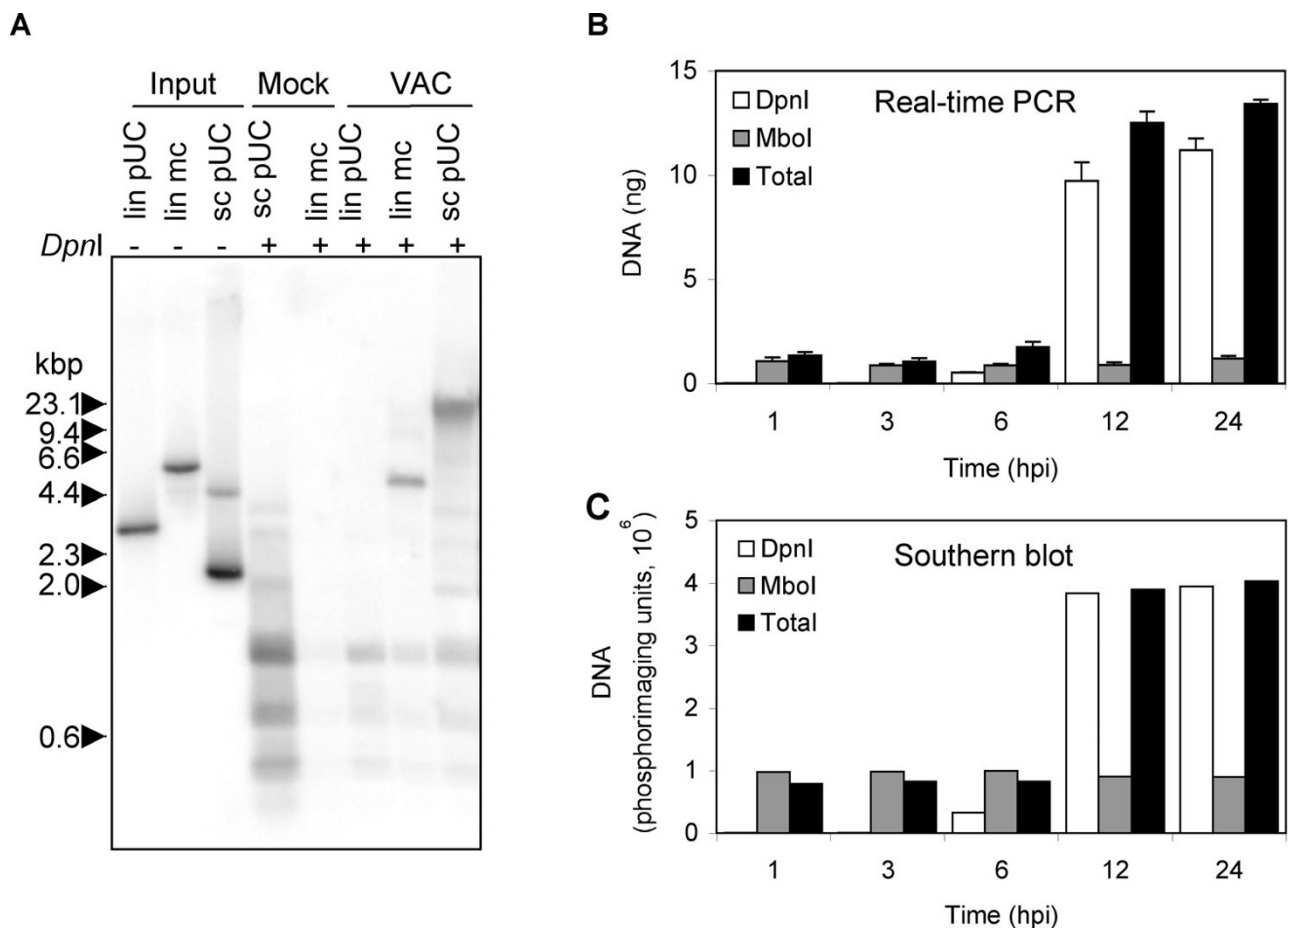 A
Input Mock VAC
lin pUC
lin mc
sc pUC
sc pUC
lin mc
lin pUC
lin mc
sc pUC
DpnI - - - + + + + +
kbp
23.1
9.4
6.6
4.4
2.3
2.0
0.6
B
Real-time PCR
DpnI
MboI
Total
DNA (ng)
15
10
5
0
1 3 6 12 24
Time (hpi)
C
Southern blot
DpnI
MboI
Total
DNA
(phosphorimaging units, 10⁶)
5
4
3
2
1
0
1 3 6 12 24
Time (hpi)